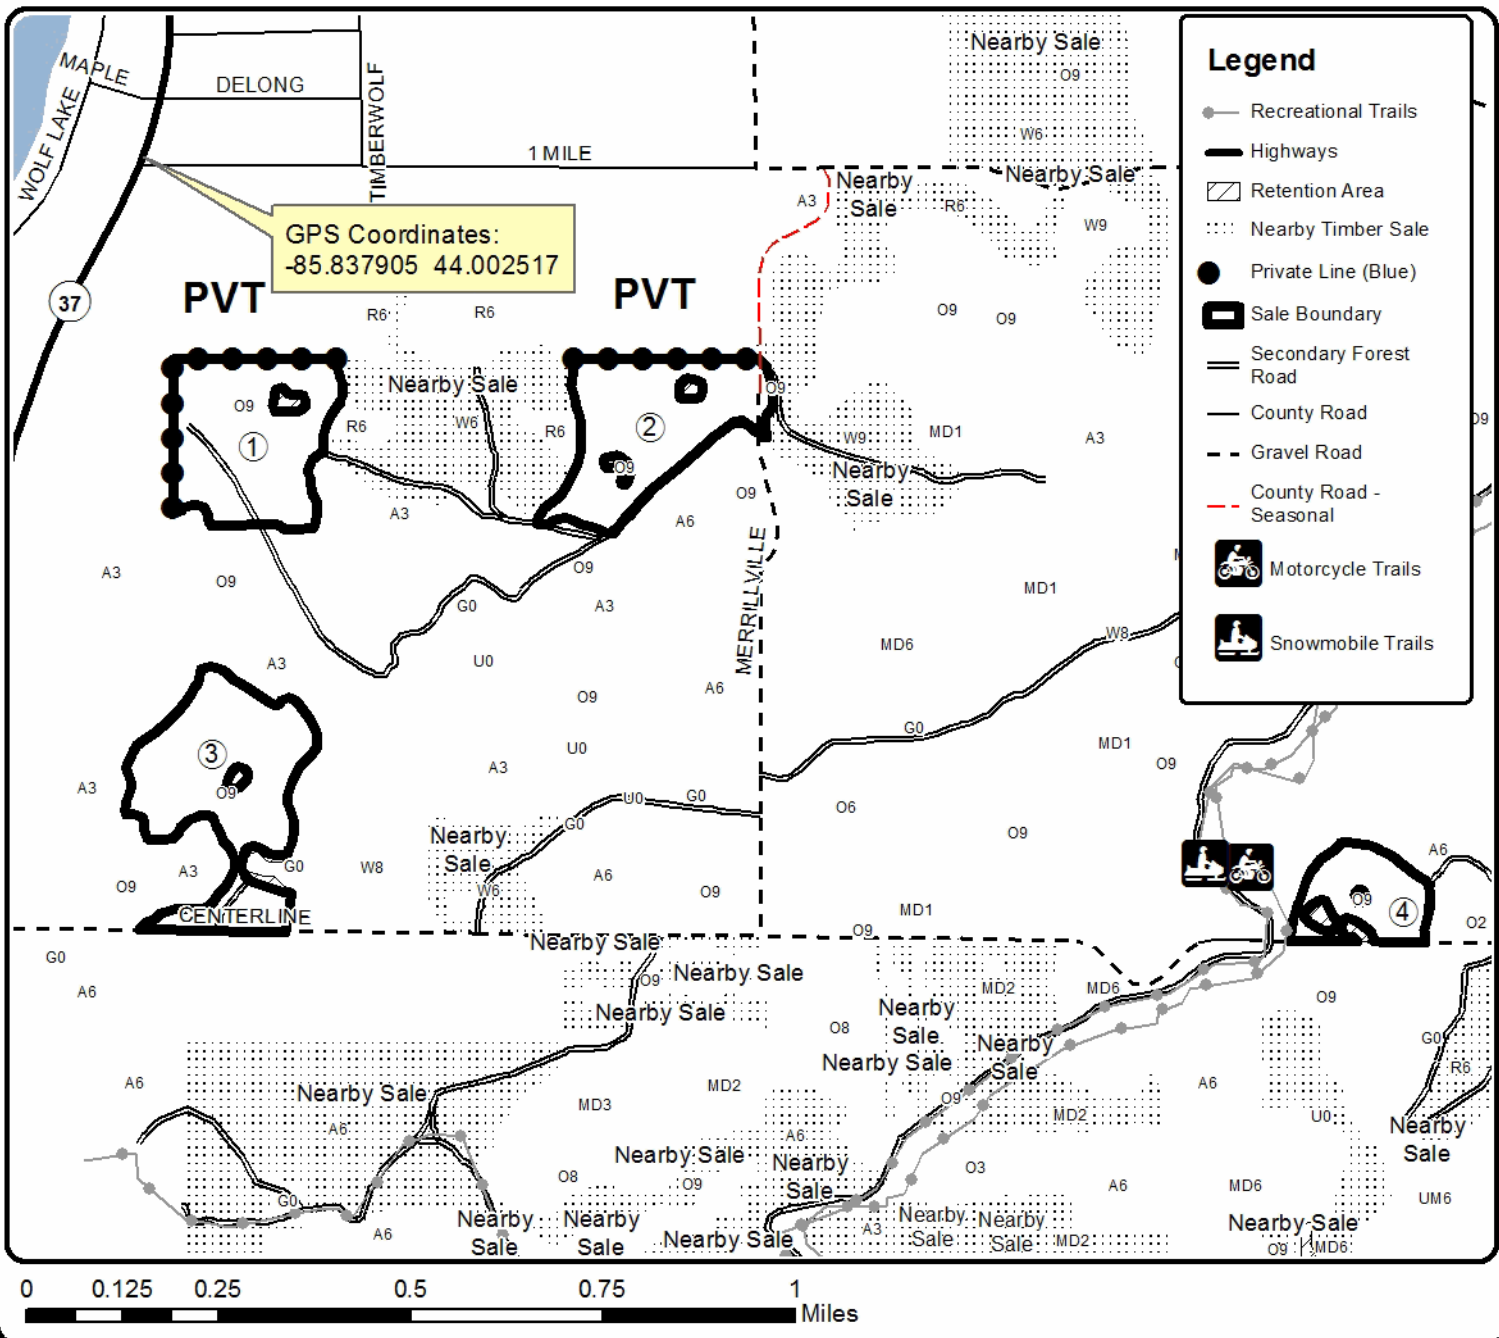 Nearby Sale
O9
W6
Nearby Sale
MAPLE
DELONG
WOLF LAKE
TIMBERWOLF
1 MILE
GPS Coordinates:
-85.837905 44.002517
37
PVT
PVT
R6
R6
A3
Nearby
Sale
R6
W9
O9
O9
Nearby Sale
O9
1
R6
W6
R6
2
O9
O9
W9
MD1
A3
Nearby
Sale
O9
A3
A6
O9
MERRILLVILLE
A3
O9
O9
G0
A3
MD1
W8
MD6
A3
U0
O9
A6
G0
MD1
O9
3
O9
U0
A3
A3
U0
G0
G0
O6
O9
Nearby
Sale
A3
G0
W8
O9
W6
A6
O9
MD1
O9
CENTERLINE
A6
O9
4
O2
Legend
Recreational Trails
Highways
Retention Area
Nearby Timber Sale
Private Line (Blue)
Sale Boundary
Secondary Forest
Road
County Road
Gravel Road
County Road -
Seasonal
Motorcycle Trails
Snowmobile Trails
O9
G0
A6
Nearby Sale
O9
Nearby Sale
Nearby Sale
MD2
MD6
O9
Nearby
Sale
O8
Nearby Sale
Nearby
Sale
G0
R6
A6
Nearby Sale
A6
MD3
MD2
O9
MD2
A6
U0
Nearby
Sale
A6
Nearby Sale
Nearby
Sale
O3
O8
O9
A6
MD6
UM6
G0
A6
Nearby
Sale
Nearby
Sale
Nearby Sale
A3
Nearby
Sale
Nearby
Sale
MD2
Nearby Sale
O9
MD6
0 0.125 0.25 0.5 0.75 1
Miles